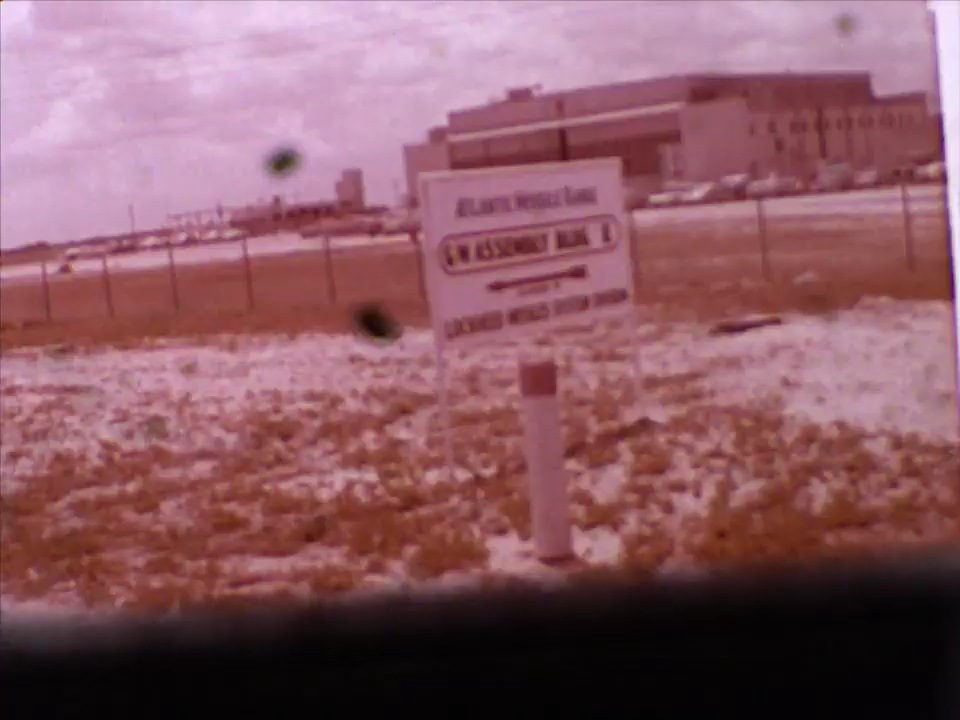 ATLANTIC MISSILE RANGE
ASSEMBLY BLDG
LOCKHEED MISSILES SYSTEM DIVISION